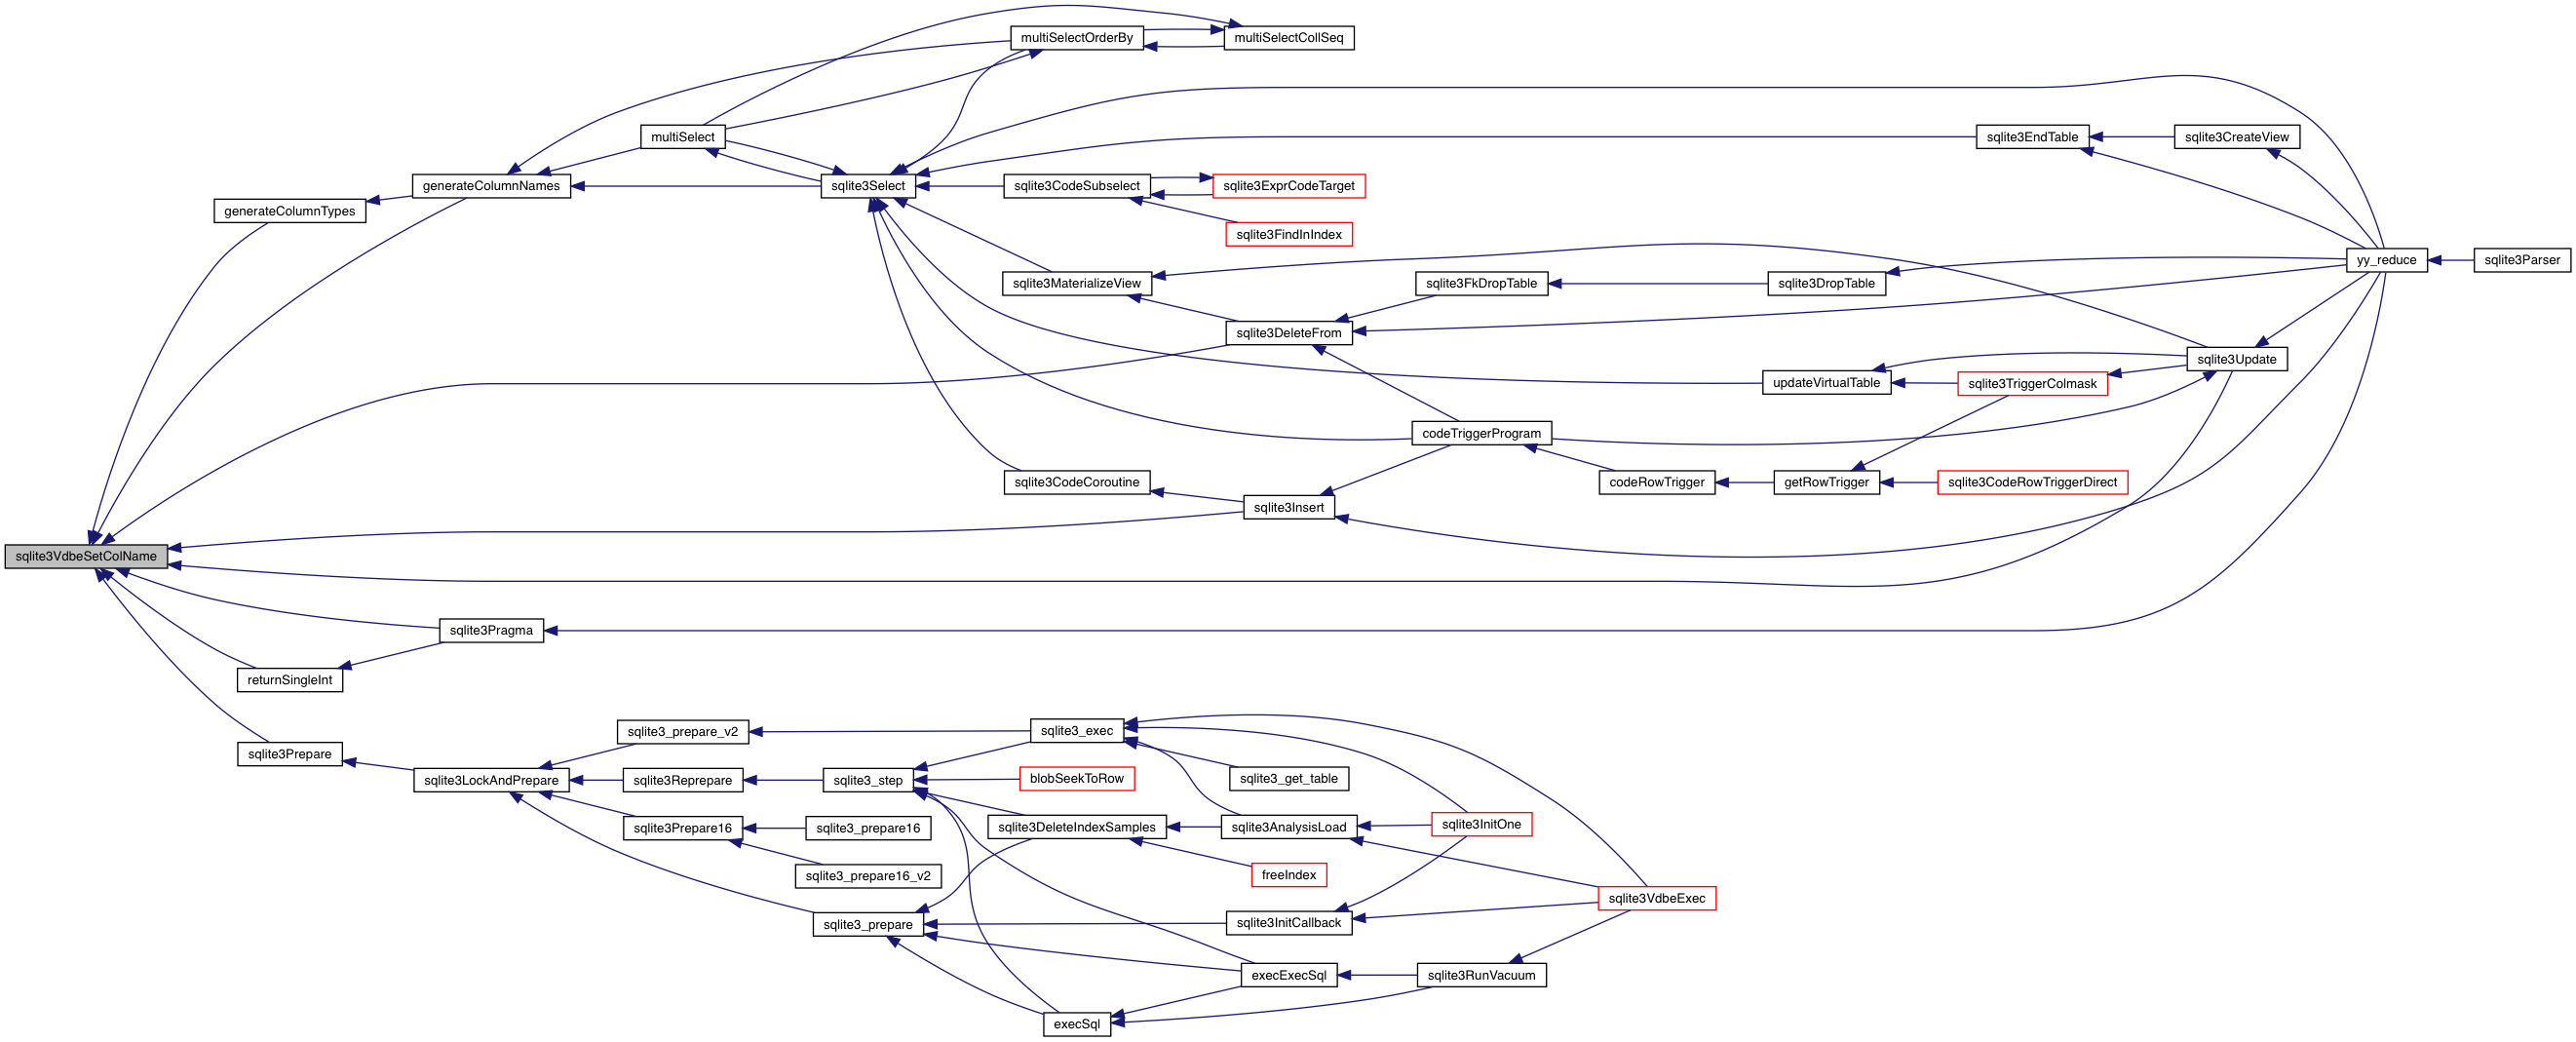 multiSelectOrderBy
multiSelectCollSeq
multiSelect
sqlite3EndTable
sqlite3CreateView
generateColumnNames
sqlite3Select
sqlite3CodeSubselect
sqlite3ExprCodeTarget
generateColumnTypes
sqlite3FindInIndex
yy_reduce
sqlite3Parser
sqlite3MaterializeView
sqlite3FkDropTable
sqlite3DropTable
sqlite3DeleteFrom
sqlite3Update
updateVirtualTable
sqlite3TriggerColmask
codeTriggerProgram
sqlite3CodeCoroutine
codeRowTrigger
getRowTrigger
sqlite3CodeRowTriggerDirect
sqlite3Insert
sqlite3VdbeSetColName
sqlite3Pragma
returnSingleInt
sqlite3_prepare_v2
sqlite3_exec
sqlite3Prepare
sqlite3LockAndPrepare
sqlite3Reprepare
sqlite3_step
blobSeekToRow
sqlite3_get_table
sqlite3Prepare16
sqlite3_prepare16
sqlite3DeleteIndexSamples
sqlite3AnalysisLoad
sqlite3InitOne
sqlite3_prepare16_v2
freeIndex
sqlite3VdbeExec
sqlite3_prepare
sqlite3InitCallback
execExecSql
sqlite3RunVacuum
execSql